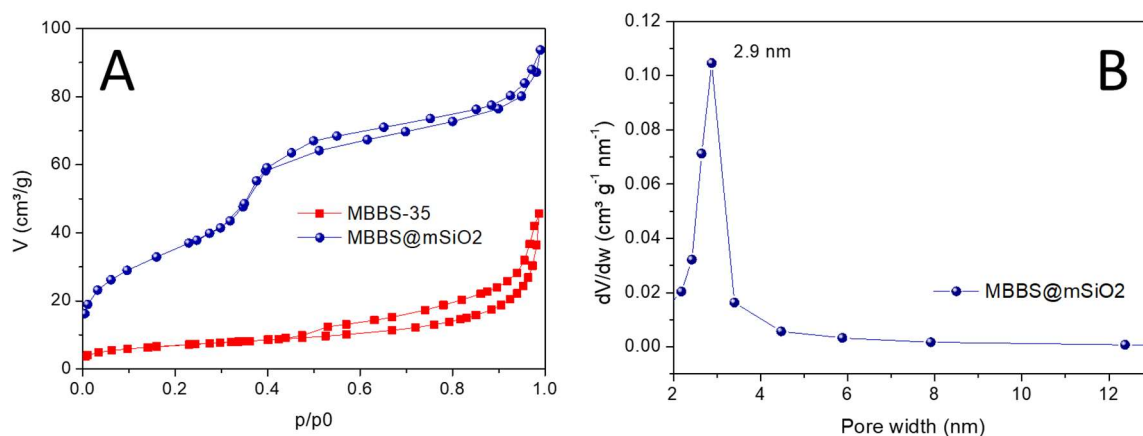 A
100
80
60
40
20
0
V (cm³/g)
MBBS-35
MBBS@mSiO2
0.0 0.2 0.4 0.6 0.8 1.0
p/p0
B
2.9 nm
0.12
0.10
0.08
0.06
0.04
0.02
0.00
dV/dw (cm³ g⁻¹ nm⁻¹)
MBBS@mSiO2
2 4 6 8 10 12
Pore width (nm)